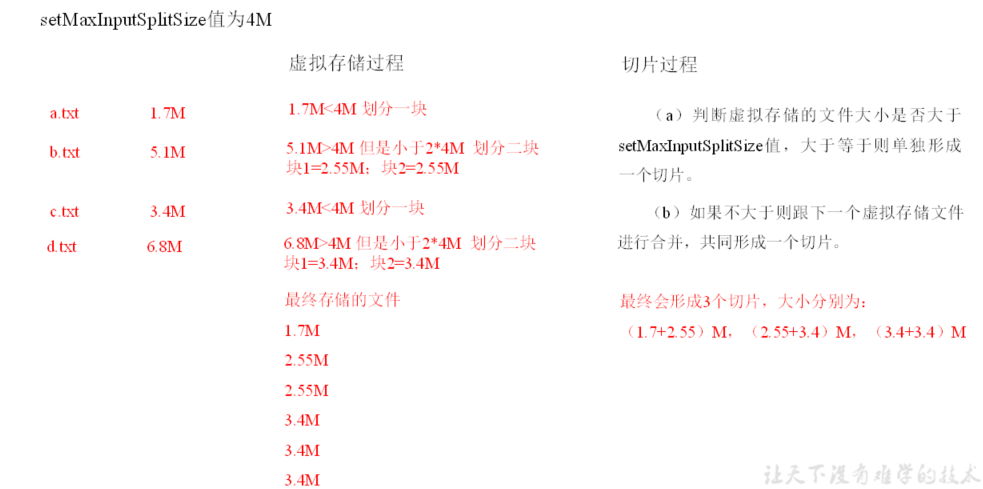 setMaxInputSplitSize值为4M
虚拟存储过程
切片过程
a.txt 1.7M 1.7M<4M 划分一块
b.txt 5.1M 5.1M>4M 但是小于2*4M 划分二块
块1=2.55M；块2=2.55M
c.txt 3.4M 3.4M<4M 划分一块
d.txt 6.8M 6.8M>4M 但是小于2*4M 划分二块
块1=3.4M；块2=3.4M
最终存储的文件
1.7M
2.55M
2.55M
3.4M
3.4M
3.4M
（a）判断虚拟存储的文件大小是否大于
setMaxInputSplitSize值，大于等于则单独形成
一个切片。
（b）如果不大于则跟下一个虚拟存储文件
进行合并，共同形成一个切片。
最终会形成3个切片，大小分别为：
（1.7+2.55）M，（2.55+3.4）M，（3.4+3.4）M
让天下没有难学的技术